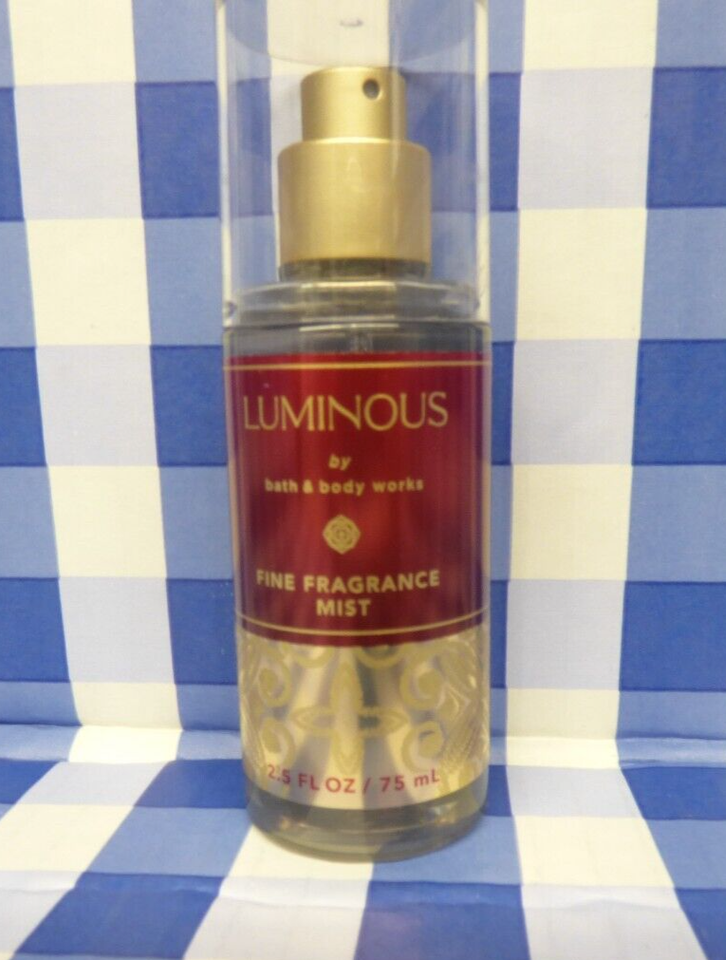 LUMINOUS
by
bath & body works
FINE FRAGRANCE
MIST
2.5 FL OZ / 75 mL